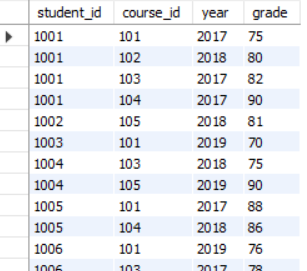 student_id course_id year grade
1001 101 2017 75
1001 102 2018 80
1001 103 2018 82
1001 104 2017 90
1002 105 2018 81
1003 101 2019 70
1004 103 2018 75
1004 105 2019 90
1005 101 2017 88
1005 104 2018 86
1006 101 2019 76
1006 103 2017 78